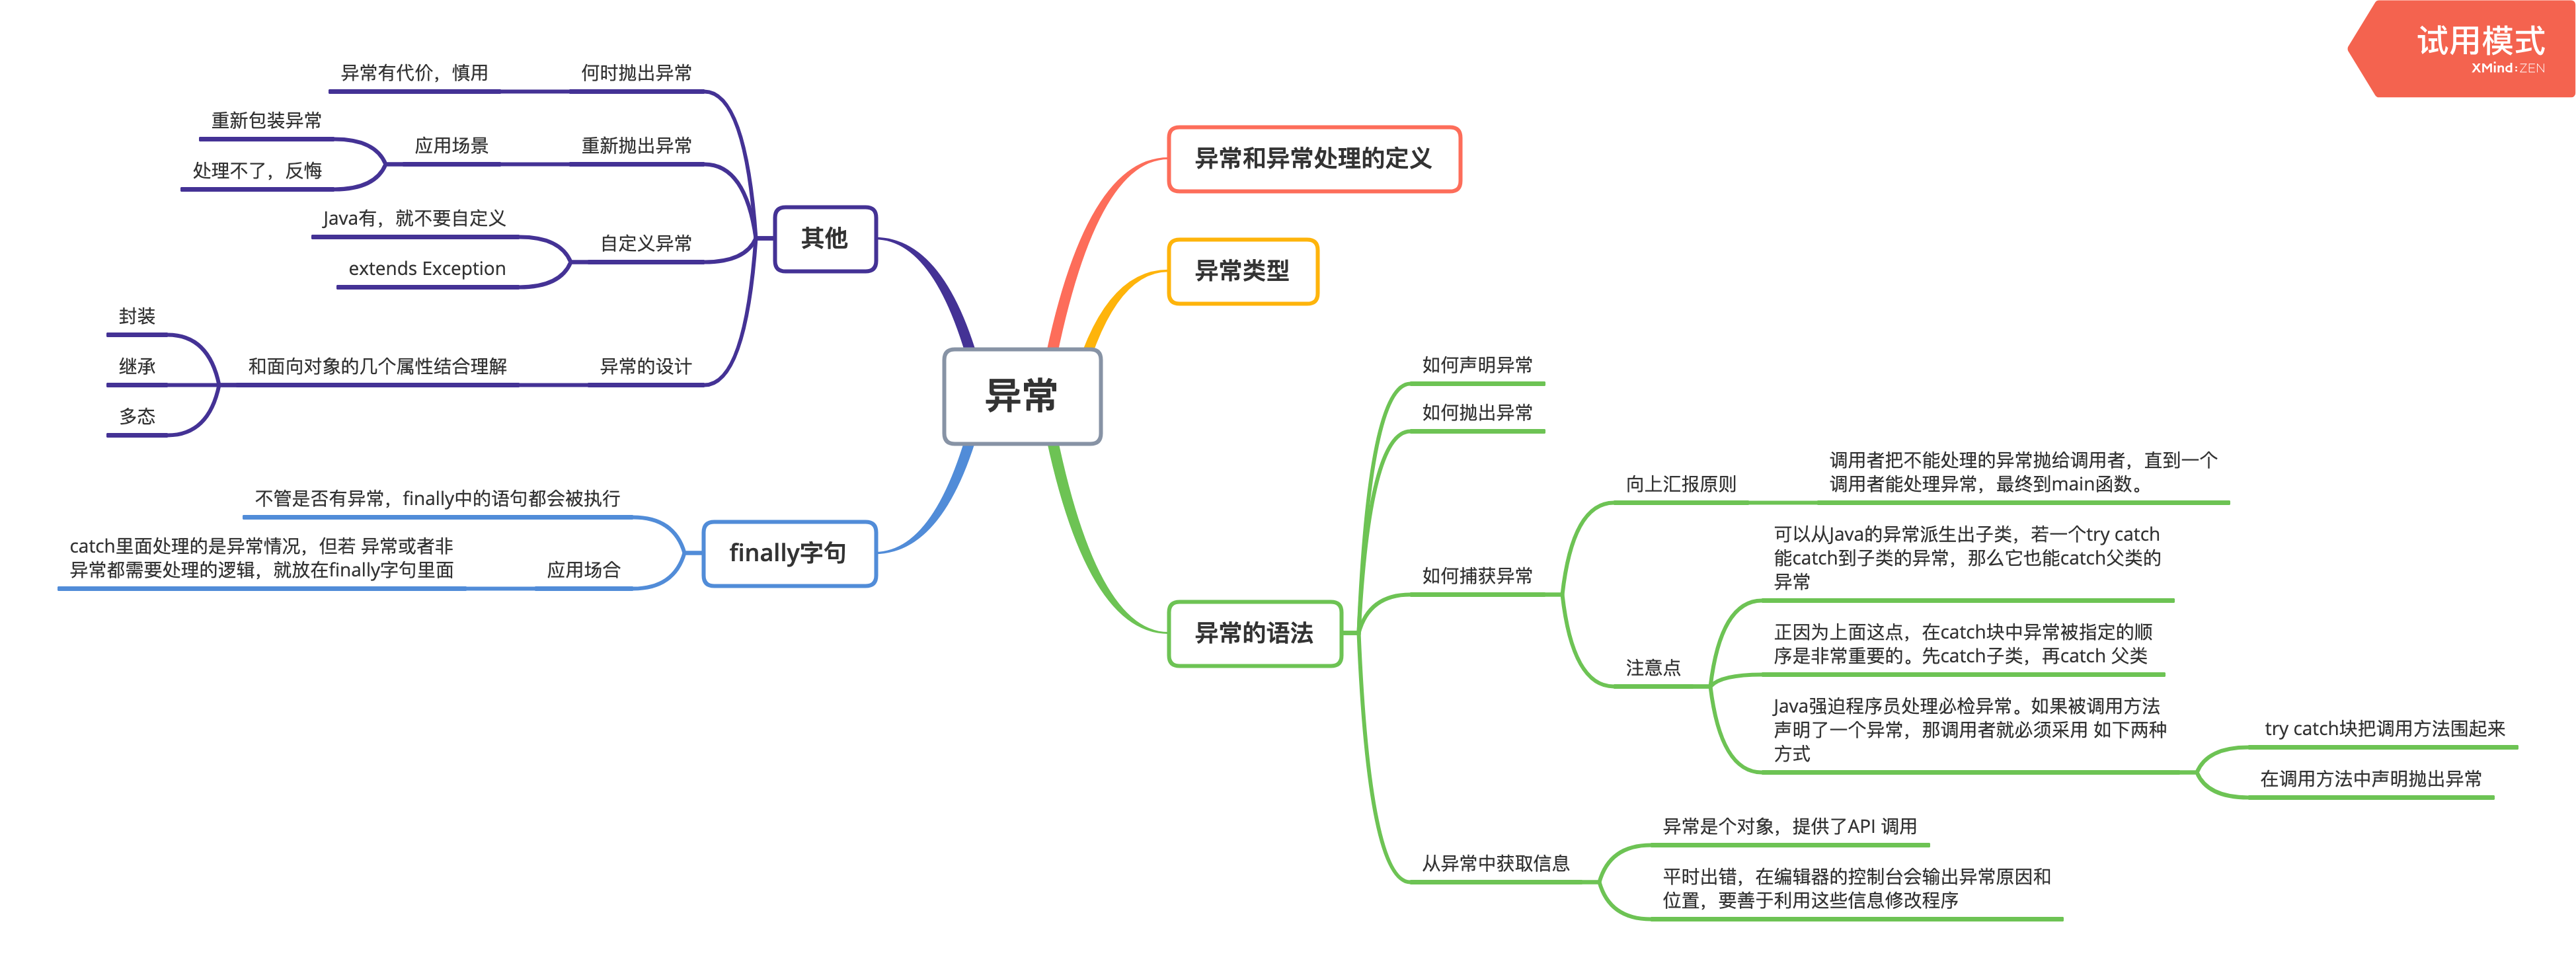 试用模式
XMind:ZEN
异常
异常和异常处理的定义
异常类型
异常的语法
如何声明异常
如何抛出异常
如何捕获异常
向上汇报原则
调用者把不能处理的异常抛给调用者，直到一个
调用者能处理异常，最终到main函数。
注意点
可以从Java的异常派生出子类，若一个try catch
能catch到子类的异常，那么它也能catch父类的
异常
正因为上面这点，在catch块中异常被指定的顺
序是非常重要的。先catch子类，再catch 父类
Java强迫程序员处理必检异常。如果被调用方法
声明了一个异常，那调用者就必须采用 如下两种
方式
try catch块把调用方法围起来
在调用方法中声明抛出异常
从异常中获取信息
异常是个对象，提供了API 调用
平时出错，在编辑器的控制台会输出异常原因和
位置，要善于利用这些信息修改程序
finally字句
不管是否有异常，finally中的语句都会被执行
应用场合
catch里面处理的是异常情况，但若 异常或者非
异常都需要处理的逻辑，就放在finally字句里面
其他
何时抛出异常
异常有代价，慎用
重新抛出异常
应用场景
重新包装异常
处理不了，反悔
自定义异常
Java有，就不要自定义
extends Exception
异常的设计
和面向对象的几个属性结合理解
封装
继承
多态